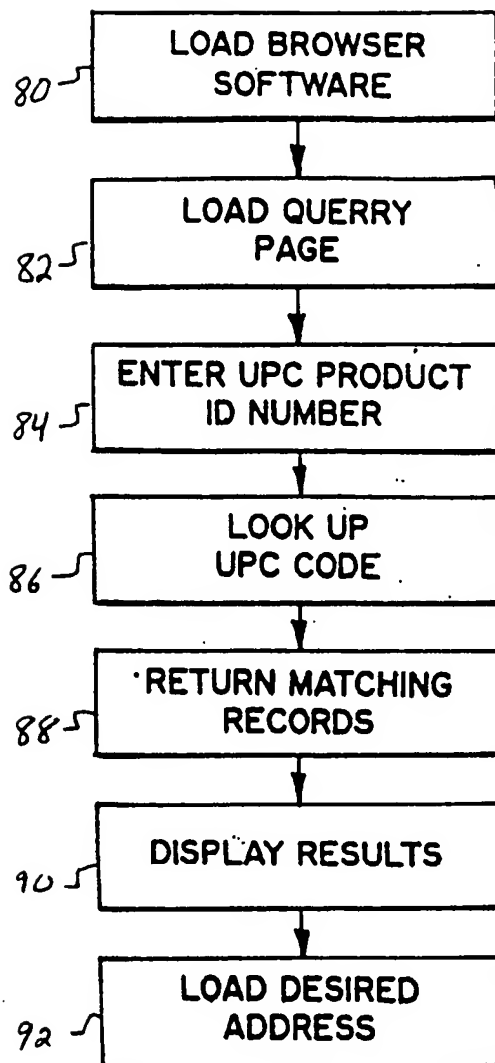 80
LOAD BROWSER
SOFTWARE
82
LOAD QUERRY
PAGE
84
ENTER UPC PRODUCT
ID NUMBER
86
LOOK UP
UPC CODE
88
RETURN MATCHING
RECORDS
90
DISPLAY RESULTS
92
LOAD DESIRED
ADDRESS